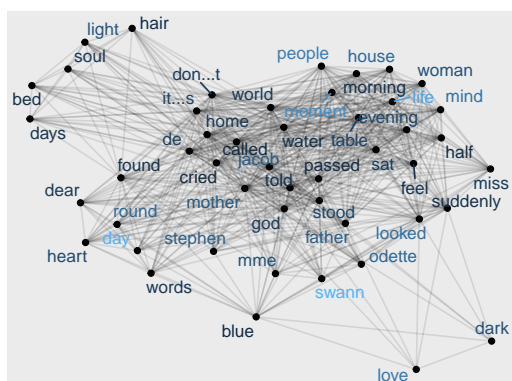 light hair
soul
people house
don...t
morning woman
bed
it...s world moment life mind
days
home evening
de called water table half
found jacob passed sat
cried told feel miss
dear mother suddenly
round god stood
day stephen father looked
heart mme odette
words swann
blue dark
love